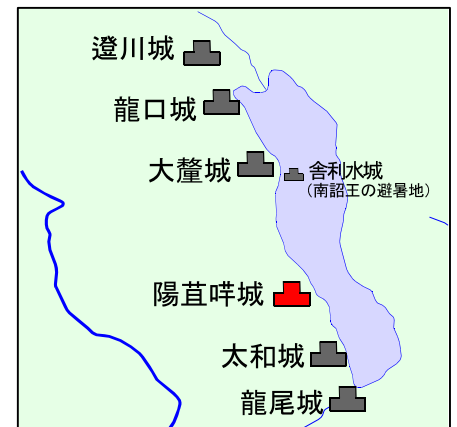 邆川城
龍口城
大釐城
舎利水城
（南詔王の避暑地）
陽苴哶城
太和城
龍尾城